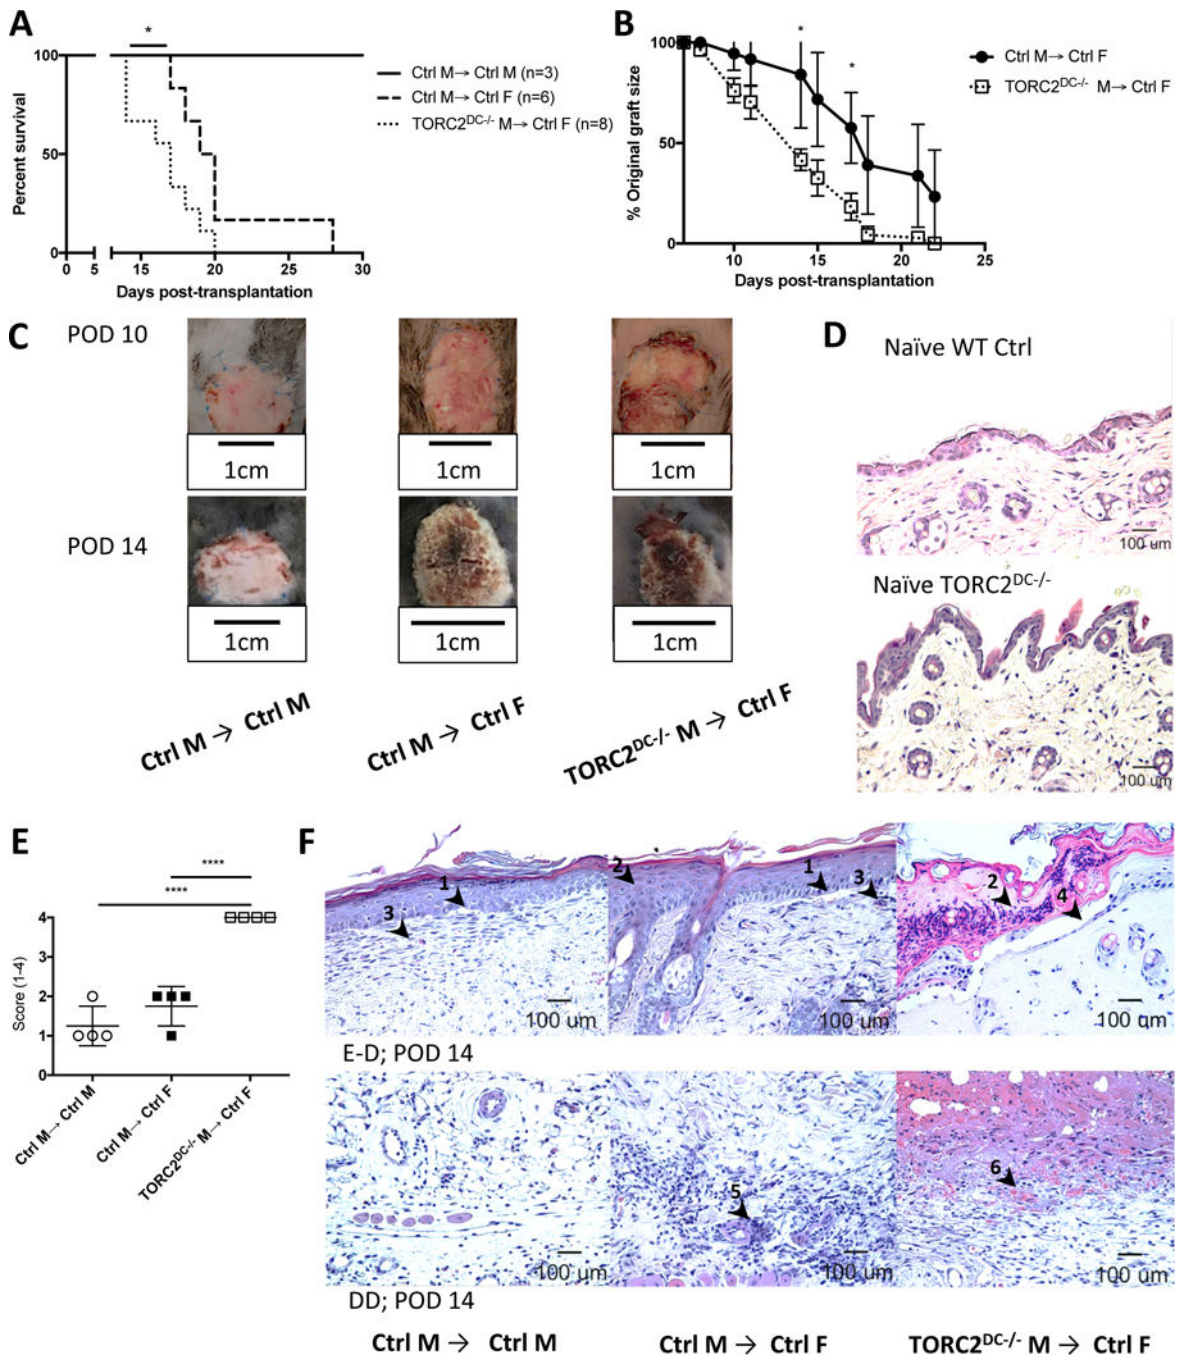 A
*
100
50
0
Percent survival
0 5 15 20 25 30
Days post-transplantation
Ctrl M→ Ctrl M (n=3)
Ctrl M→ Ctrl F (n=6)
TORC2DC-/- M→ Ctrl F (n=8)
B
*
*
100
50
0
% Original graft size
10 15 20 25
Days post-transplantation
Ctrl M→ Ctrl F
TORC2DC-/- M→ Ctrl F
C
POD 10
1cm 1cm 1cm
POD 14
1cm 1cm 1cm
Ctrl M → Ctrl M
Ctrl M → Ctrl F
TORC2DC-/- M → Ctrl F
D
Naïve WT Ctrl
100 um
Naïve TORC2DC-/-
100 um
E
****
****
4
3
2
1
Score (1-4)
Ctrl M→ Ctrl M
Ctrl M→ Ctrl F
TORC2DC-/- M→ Ctrl F
F
1
3
100 um
2
1
3
100 um
2
4
100 um
E-D; POD 14
100 um
5
100 um
6
100 um
DD; POD 14
Ctrl M → Ctrl M
Ctrl M → Ctrl F
TORC2DC-/- M → Ctrl F